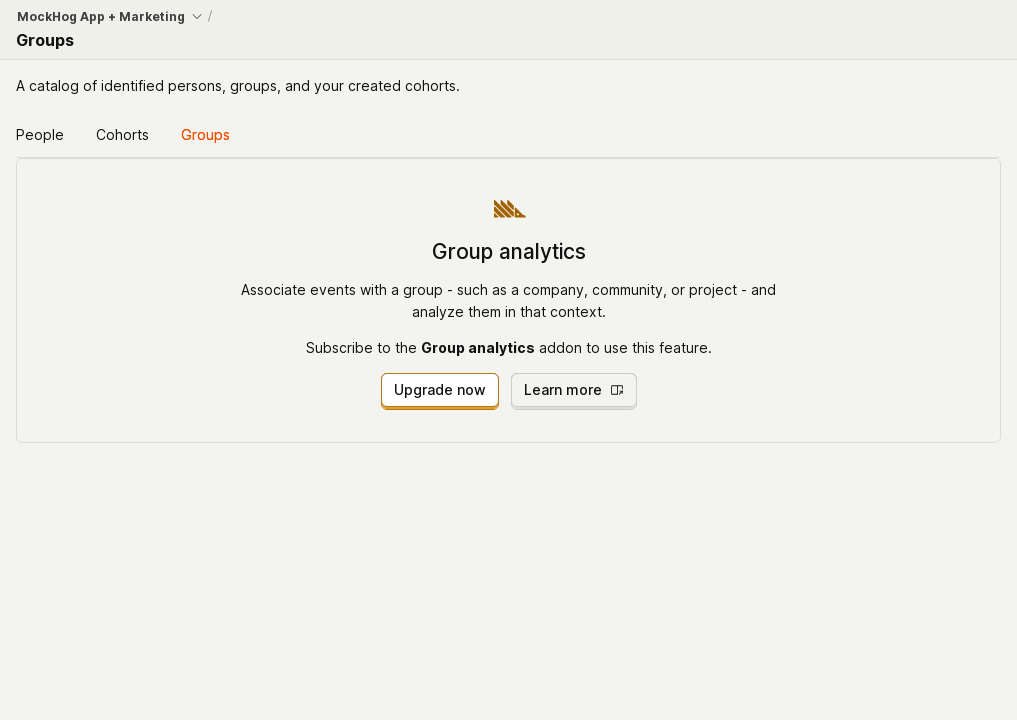 MockHog App + Marketing /
Groups
A catalog of identified persons, groups, and your created cohorts.
People Cohorts Groups
Group analytics
Associate events with a group - such as a company, community, or project - and
analyze them in that context.
Subscribe to the Group analytics addon to use this feature.
Upgrade now Learn more